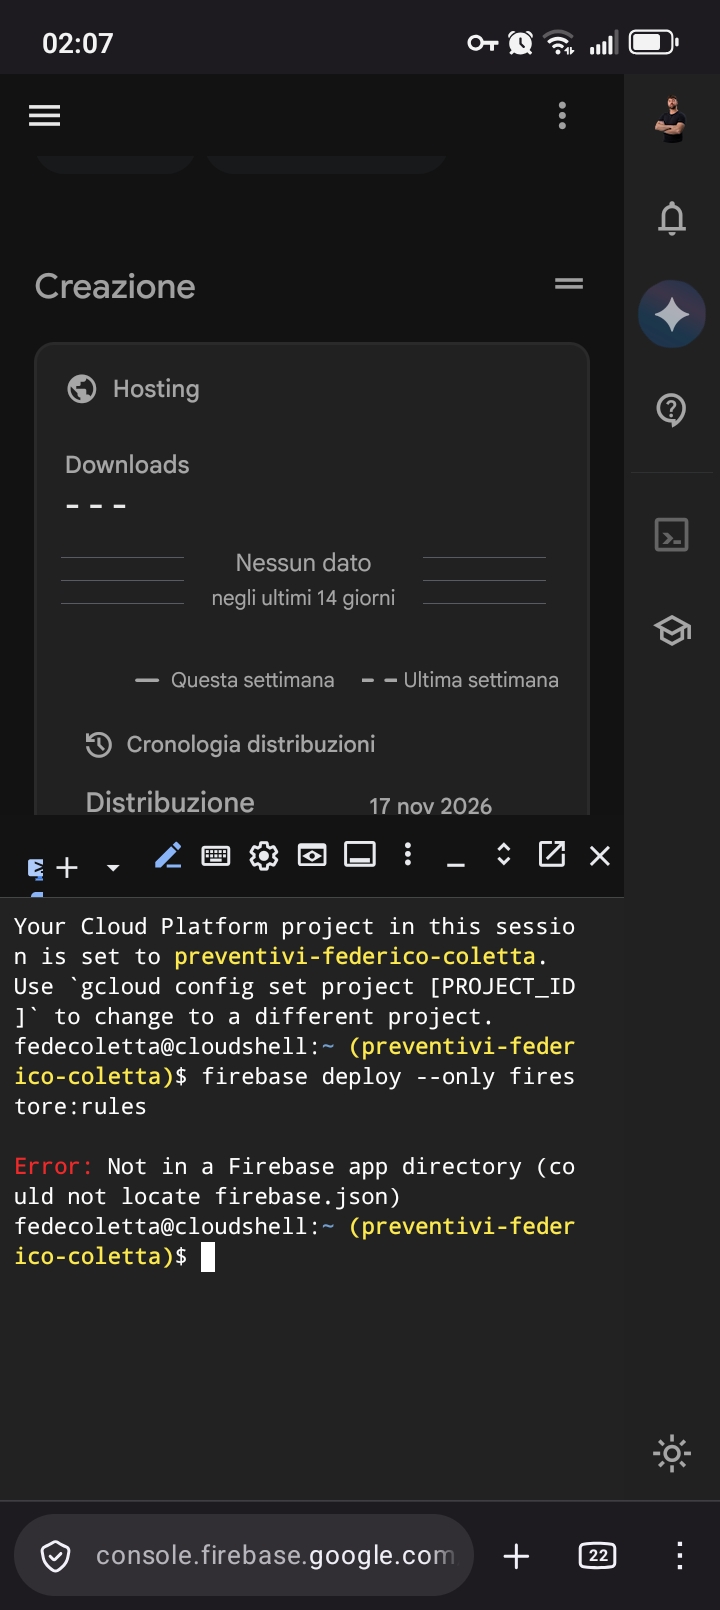 02:07
Creazione
Hosting
Downloads
---
Nessun dato
negli ultimi 14 giorni
Questa settimana
Ultima settimana
Cronologia distribuzioni
Distribuzione
17 nov 2026
Your Cloud Platform project in this sessio
n is set to preventivi-federico-coletta.
Use `gcloud config set project [PROJECT_ID
]` to change to a different project.
fedecoletta@cloudshell:~ (preventivi-feder
ico-coletta)$ firebase deploy --only fires
tore:rules
Error: Not in a Firebase app directory (co
uld not locate firebase.json)
fedecoletta@cloudshell:~ (preventivi-feder
ico-coletta)$
console.firebase.google.com
22